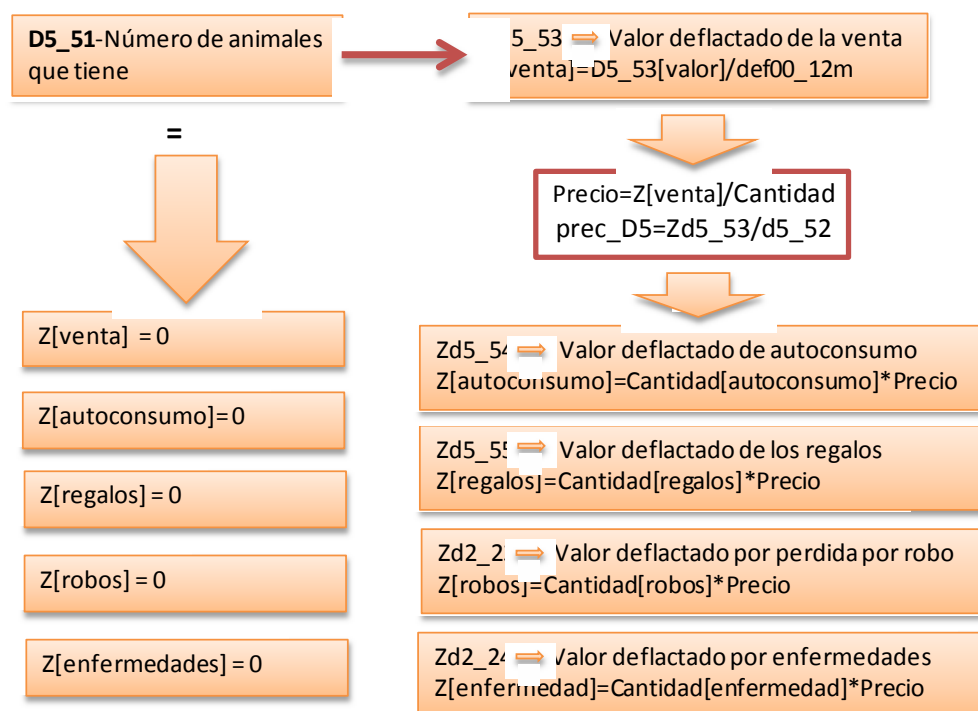 D5_51-Número de animales
que tiene
5_53 Valor deflactado de la venta
venta]=D5_53[valor]/def00_12m
=
Precio=Z[venta]/Cantidad
prec_D5=Zd5_53/d5_52
Z[venta] = 0
Z[autoconsumo]=0
Z[regalos] = 0
Z[robos] = 0
Z[enfermedades] = 0
Zd5_54 Valor deflactado de autoconsumo
Z[autoconsumo]=Cantidad[autoconsumo]*Precio
Zd5_55 Valor deflactado de los regalos
Z[regalos]=Cantidad[regalos]*Precio
Valor deflactado por perdida por robo
Z[robos]=Cantidad[robos]*Precio
Zd2_24 Valor deflactado por enfermedades
Z[enfermedad]=Cantidad[enfermedad]*Precio